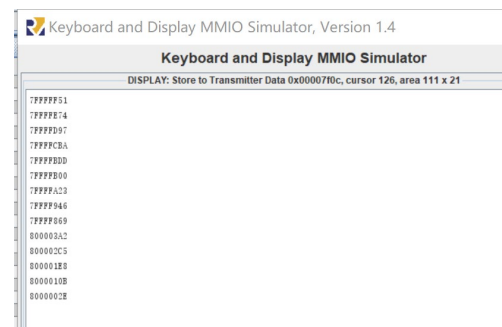 Keyboard and Display MMIO Simulator, Version 1.4
Keyboard and Display MMIO Simulator
DISPLAY: Store to Transmitter Data 0x00007f0c, cursor 126, area 111 x 21
7FFFFF51
7FFFFE74
7FFFFD97
7FFFFCBA
7FFFFBDD
7FFFFB00
7FFFFA23
7FFFF946
7FFFF869
800003A2
800002C5
800001E8
8000010B
8000002E